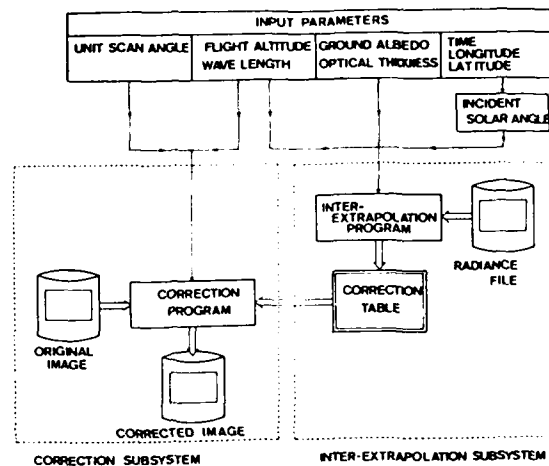 INPUT PARAMETERS
UNIT SCAN ANGLE
FLIGHT ALTITUDE
WAVE LENGTH
GROUND ALBEDO
OPTICAL THICKNESS
TIME
LONGITUDE
LATITUDE
INCIDENT
SOLAR ANGLE
INTER-
EXTRAPOLATION
PROGRAM
RADIANCE
FILE
CORRECTION
TABLE
CORRECTION
PROGRAM
ORIGINAL
IMAGE
CORRECTED IMAGE
CORRECTION SUBSYSTEM
INTER-EXTRAPOLATION SUBSYSTEM